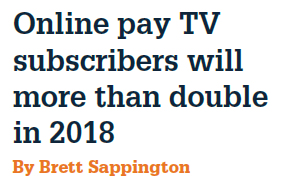 Online pay TV
subscribers will
more than double
in 2018
By Brett Sappington